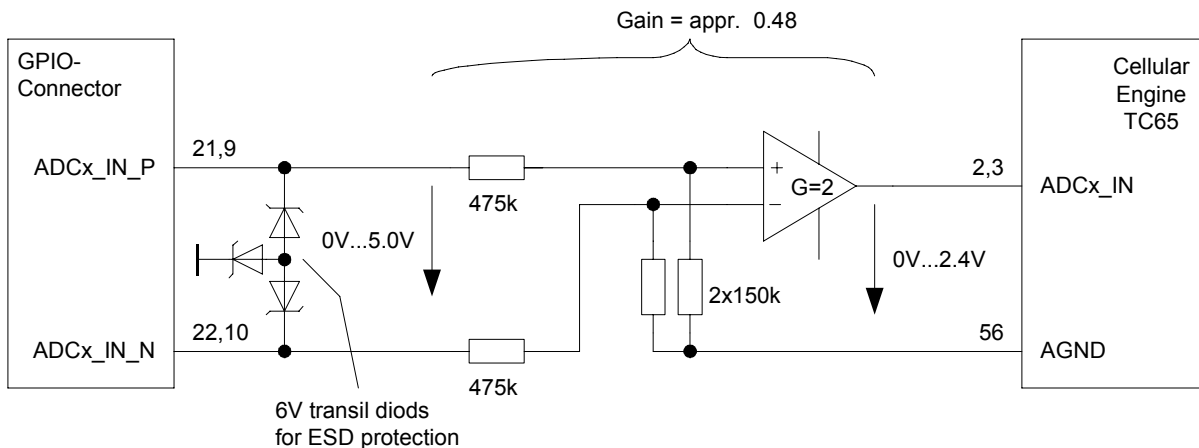 Gain = appr. 0.48
GPIO-
Connector
Cellular
Engine
TC65
ADCx_IN_P
21,9
475k
+
−
G=2
2,3
ADCx_IN
0V...5.0V
2x150k
0V...2.4V
ADCx_IN_N
22,10
475k
56
AGND
6V transil diods
for ESD protection